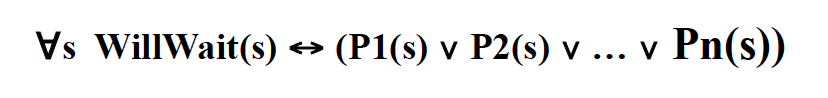 ∀s WillWait(s) ↔ (P1(s) ∨ P2(s) ∨ … ∨ Pn(s))